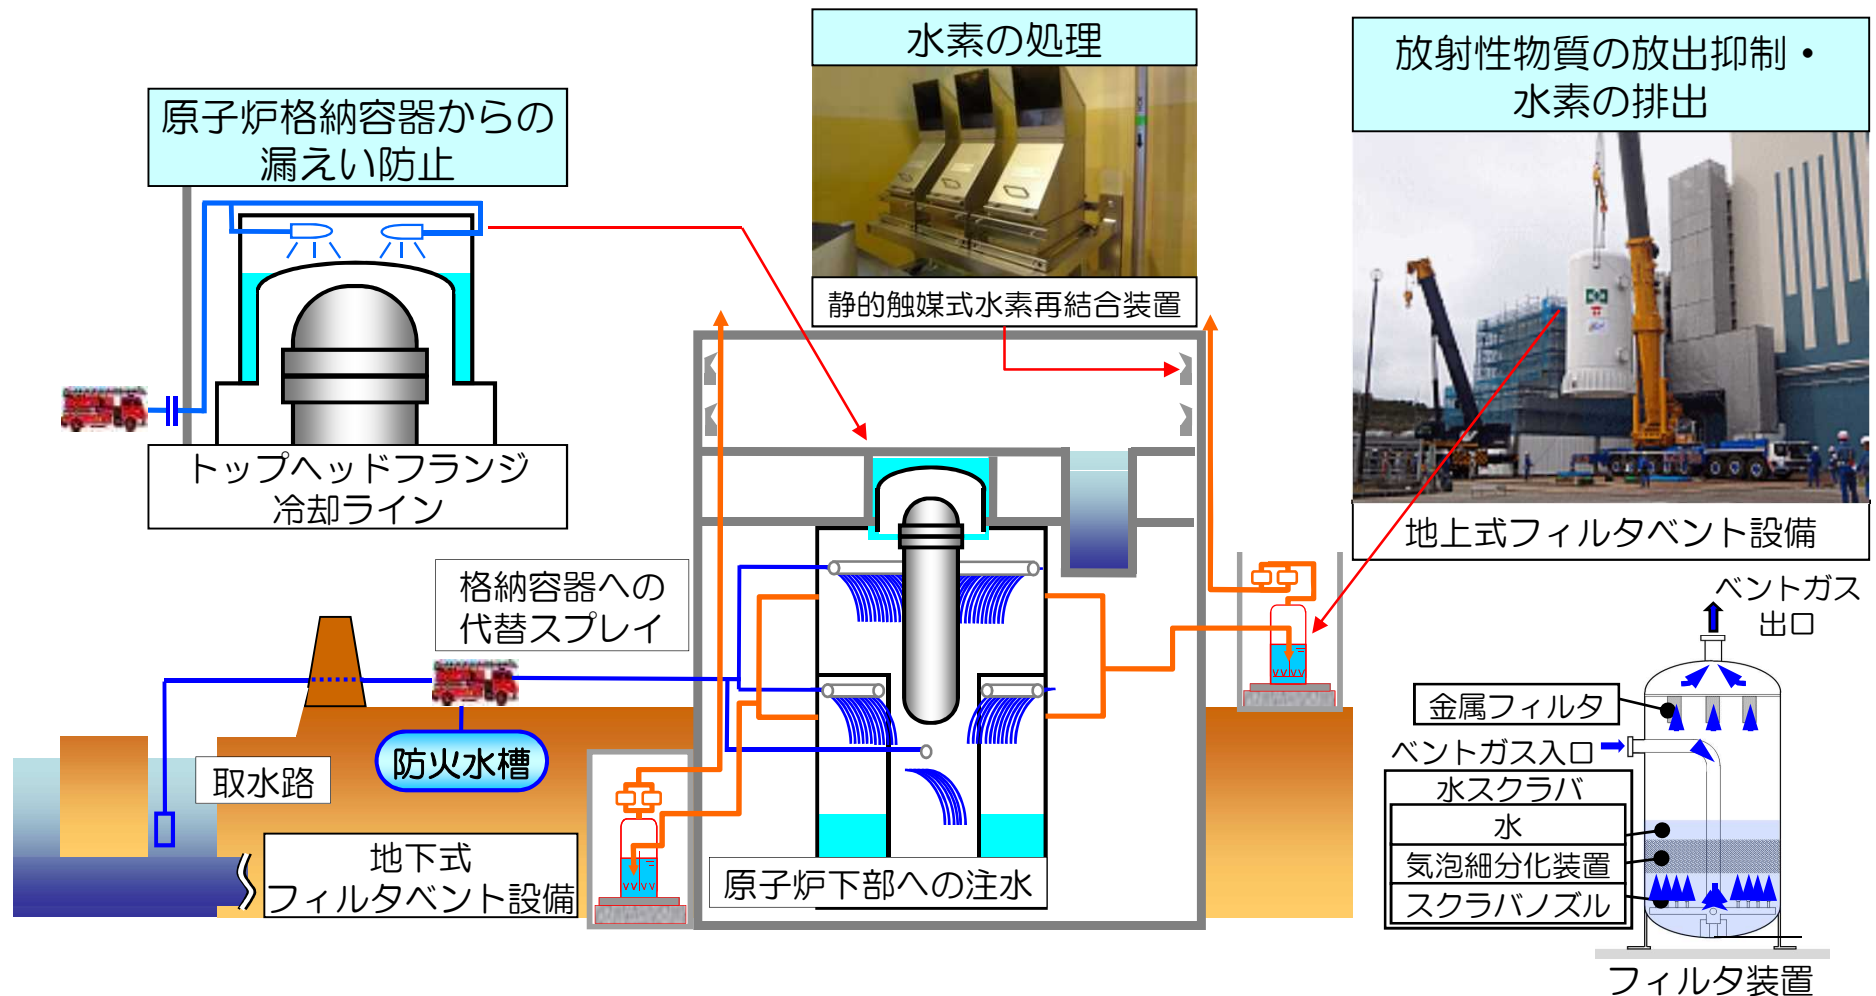 水素の処理
放射性物質の放出抑制・
水素の排出
原子炉格納容器からの
漏えい防止
静的触媒式水素再結合装置
トップヘッドフランジ
冷却ライン
地上式フィルタベント設備
格納容器への
代替スプレイ
防火水槽
取水路
地下式
フィルタベント設備
原子炉下部への注水
ベントガス
出口
金属フィルタ
ベントガス入口
水スクラバ
水
気泡細分化装置
スクラバノズル
フィルタ装置